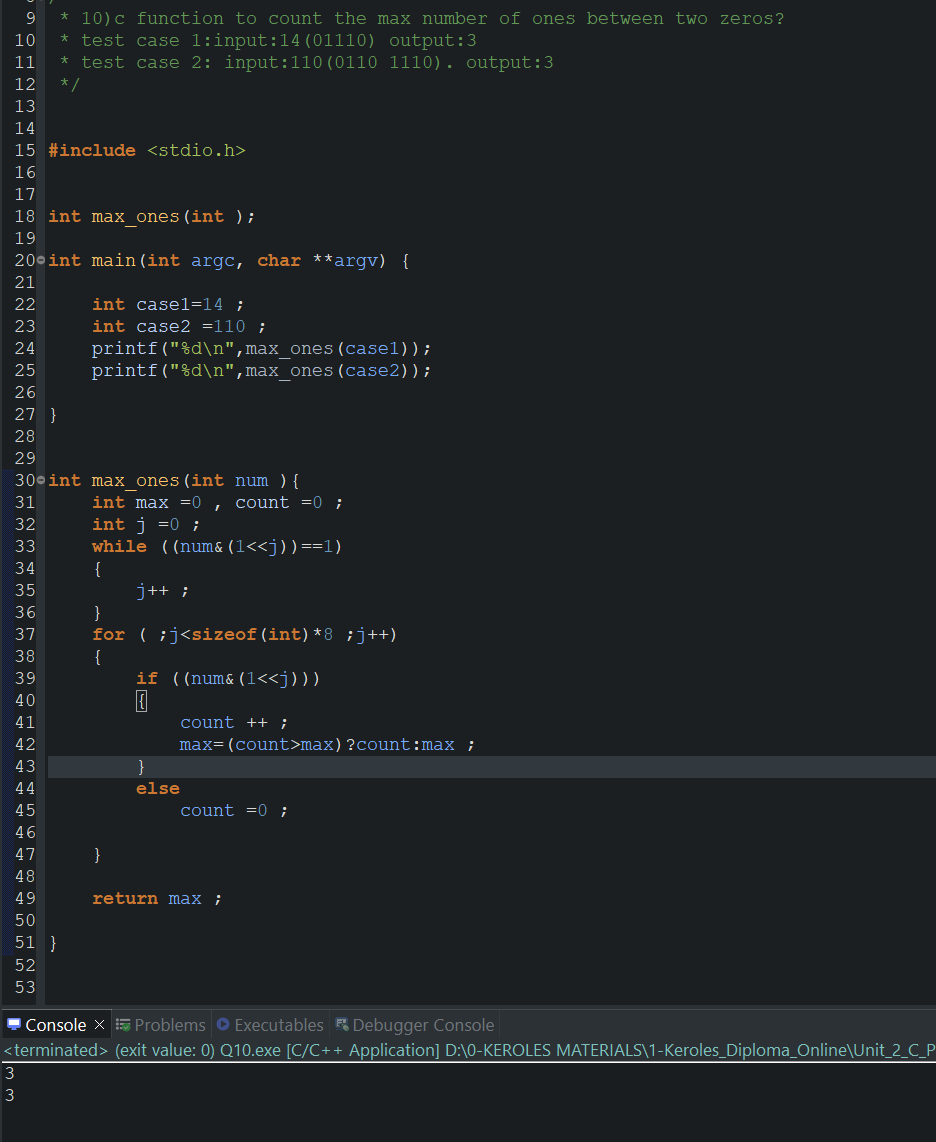 9 * 10)c function to count the max number of ones between two zeros?
10 * test case 1:input:14(01110) output:3
11 * test case 2: input:110(0110 1110). output:3
12 */
13
14
15 #include <stdio.h>
16
17
18 int max_ones(int );
19
20 int main(int argc, char **argv) {
21
22     int case1=14 ;
23     int case2 =110 ;
24     printf("%d\n",max_ones(case1));
25     printf("%d\n",max_ones(case2));
26
27 }
28
29
30 int max_ones(int num ){
31     int max =0 , count =0 ;
32     int j =0 ;
33     while ((num&(1<<j))==1)
34     {
35         j++ ;
36     }
37     for ( ;j<sizeof(int)*8 ;j++)
38     {
39         if ((num&(1<<j)))
40         {
41             count ++ ;
42             max=(count>max)?count:max ;
43         }
44         else
45             count =0 ;
46
47     }
48
49     return max ;
50
51 }
52
53
Console Problems Executables Debugger Console
<terminated> (exit value: 0) Q10.exe [C/C++ Application] D:\0-KEROLES MATERIALS\1-Keroles_Diploma_Online\Unit_2_C_P
3
3